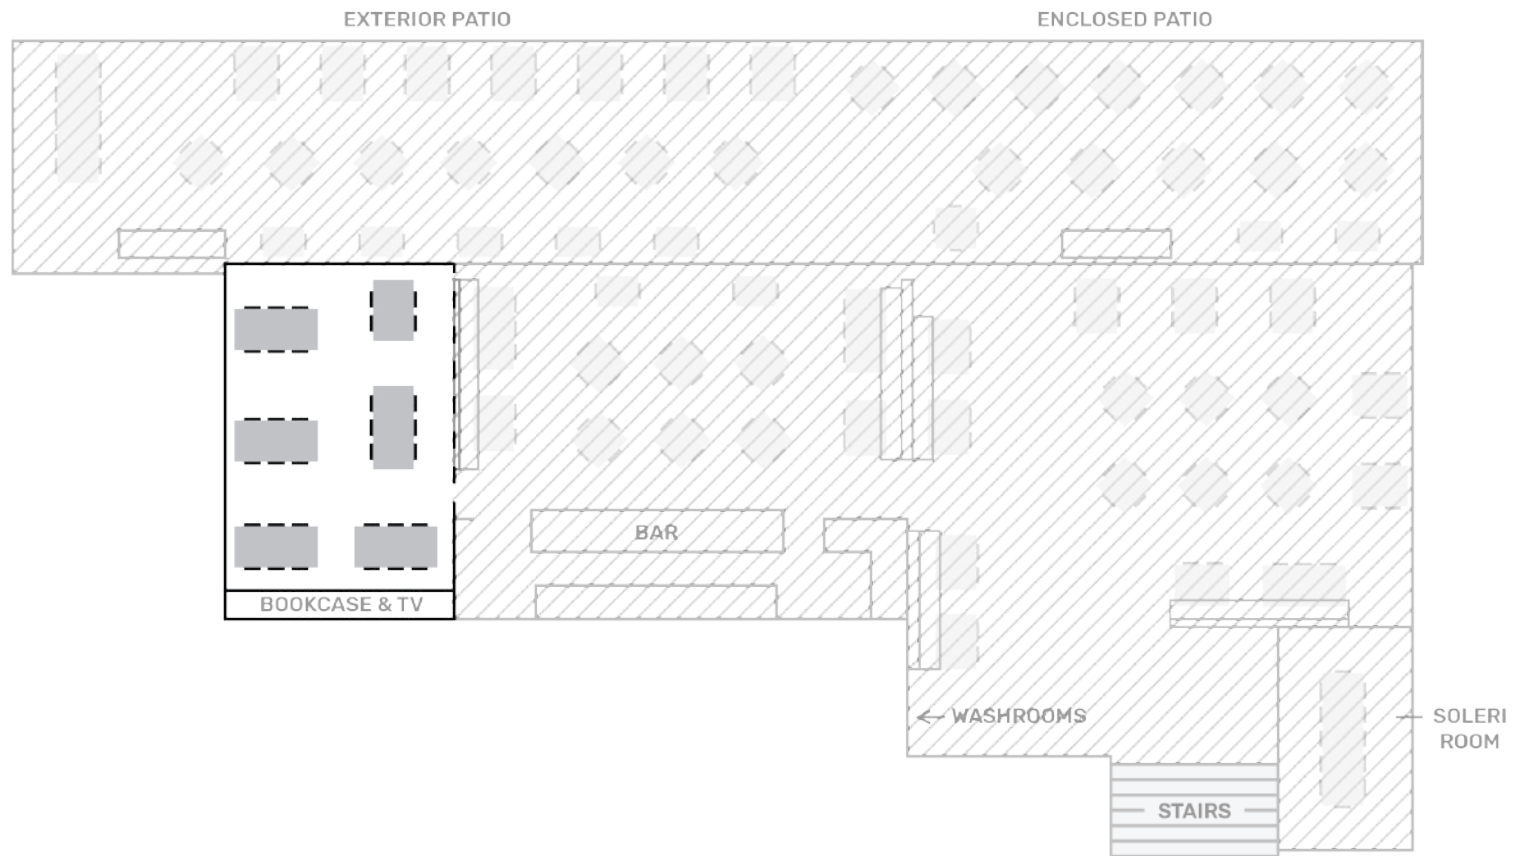 EXTERIOR PATIO
ENCLOSED PATIO
BAR
BOOKCASE & TV
WASHROOMS
SOLERI
ROOM
STAIRS